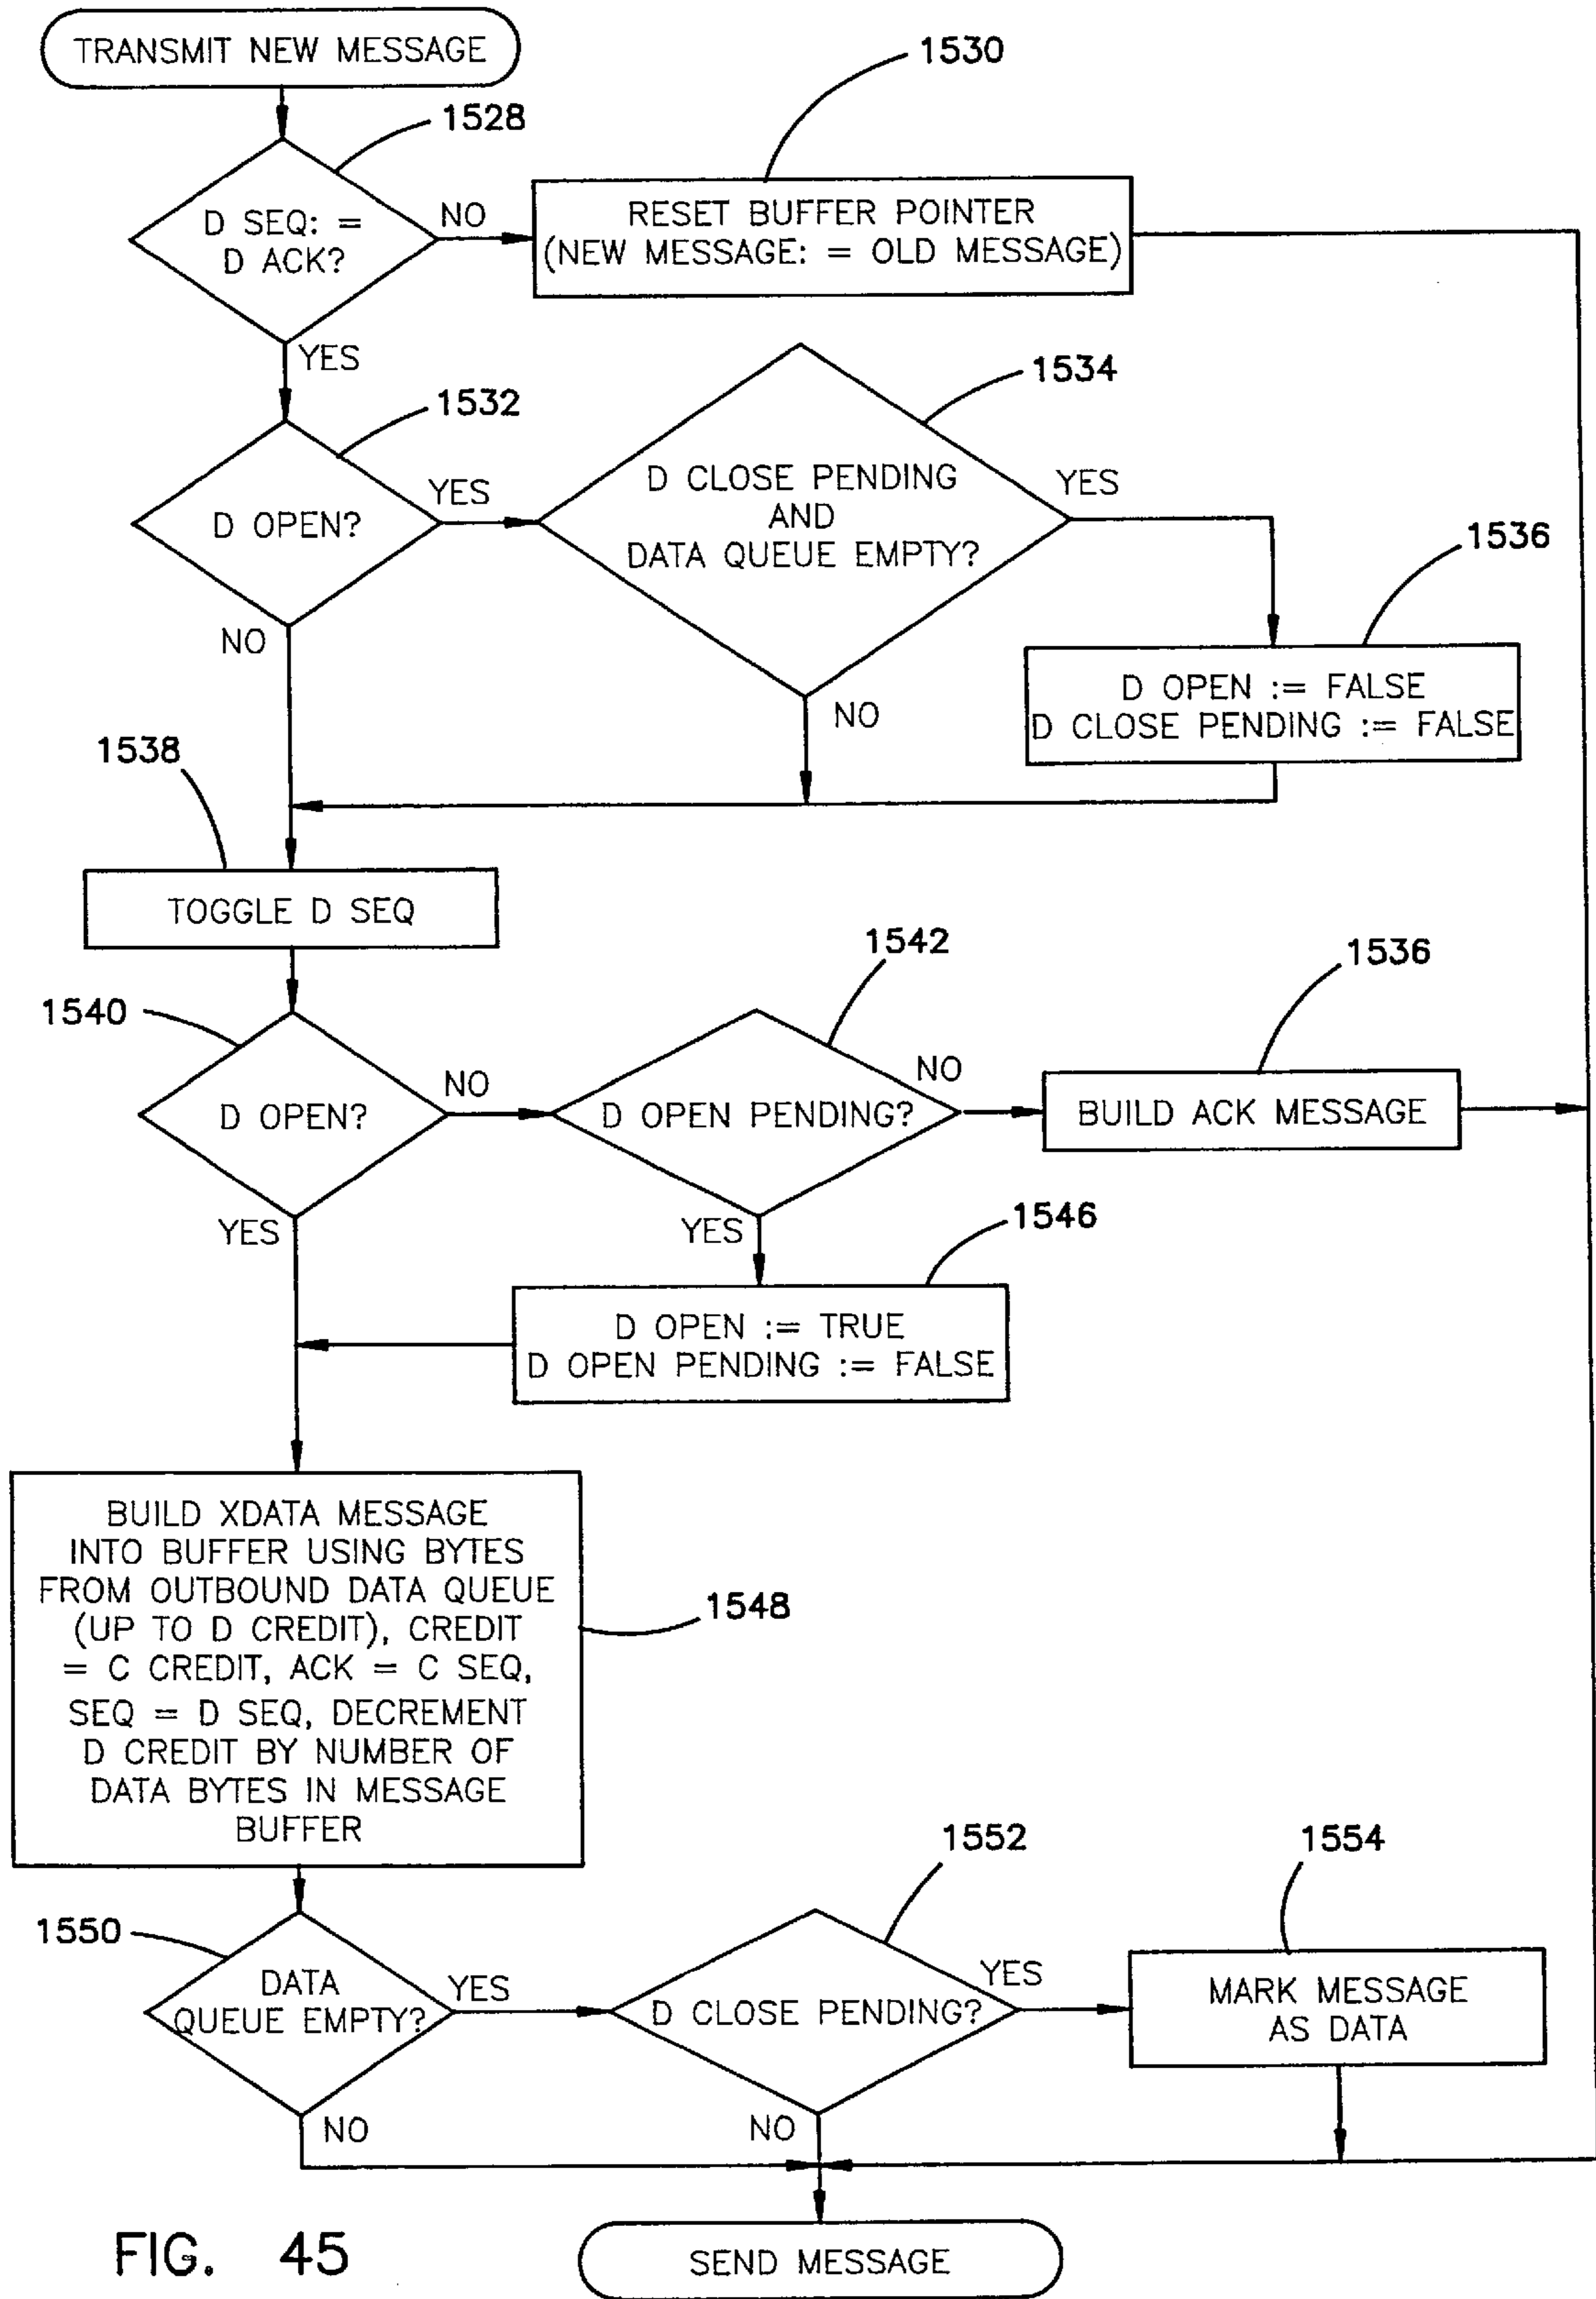 TRANSMIT NEW MESSAGE
1530
1528
D SEQ: =
D ACK?
NO
RESET BUFFER POINTER
(NEW MESSAGE: = OLD MESSAGE)
YES
1534
1532
D OPEN?
YES
D CLOSE PENDING
AND
DATA QUEUE EMPTY?
YES
1536
NO
D OPEN := FALSE
D CLOSE PENDING := FALSE
NO
1538
TOGGLE D SEQ
1542
1536
1540
D OPEN?
NO
D OPEN PENDING?
NO
BUILD ACK MESSAGE
YES
YES
1546
D OPEN := TRUE
D OPEN PENDING := FALSE
BUILD XDATA MESSAGE
INTO BUFFER USING BYTES
FROM OUTBOUND DATA QUEUE
(UP TO D CREDIT), CREDIT
= C CREDIT, ACK = C SEQ,
SEQ = D SEQ, DECREMENT
D CREDIT BY NUMBER OF
DATA BYTES IN MESSAGE
BUFFER
1548
1552
1554
1550
DATA
QUEUE EMPTY?
YES
D CLOSE PENDING?
YES
MARK MESSAGE
AS DATA
NO
NO
SEND MESSAGE
FIG. 45